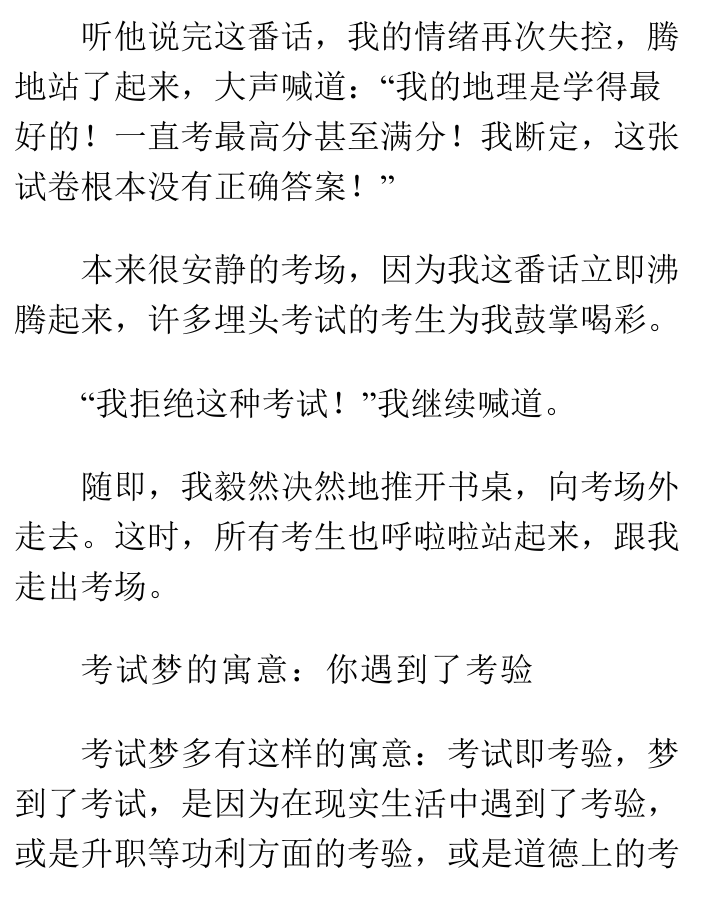 听他说完这番话，我的情绪再次失控，腾
地站了起来，大声喊道：“我的地理是学得最
好的！一直考最高分甚至满分！我断定，这张
试卷根本没有正确答案！”
本来很安静的考场，因为我这番话立即沸
腾起来，许多埋头考试的考生为我鼓掌喝彩。
“我拒绝这种考试！”我继续喊道。
随即，我毅然决然地推开书桌，向考场外
走去。这时，所有考生也呼啦啦站起来，跟我
走出考场。
考试梦的寓意：你遇到了考验
考试梦多有这样的寓意：考试即考验，梦
到了考试，是因为在现实生活中遇到了考验，
或是升职等功利方面的考验，或是道德上的考